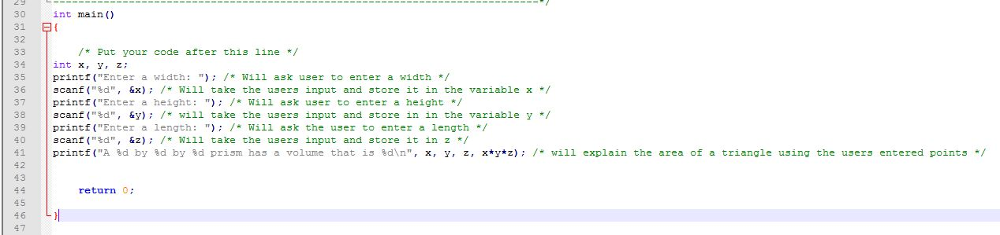 29 -----------------------------------------------------------------------------*/
30 int main()
31 {
32
33 /* Put your code after this line */
34 int x, y, z;
35 printf("Enter a width: "); /* Will ask user to enter a width */
36 scanf("%d", &x); /* Will take the users input and store it in the variable x */
37 printf("Enter a height: "); /* Will ask user to enter a height */
38 scanf("%d", &y); /* will take the users input and store in in the variable y */
39 printf("Enter a length: "); /* Will ask the user to enter a length */
40 scanf("%d", &z); /* Will take the users input and store it in z */
41 printf("A %d by %d by %d prism has a volume that is %d\n", x, y, z, x*y*z); /* will explain the area of a triangle using the users entered points */
42
43
44 return 0;
45
46 }
47